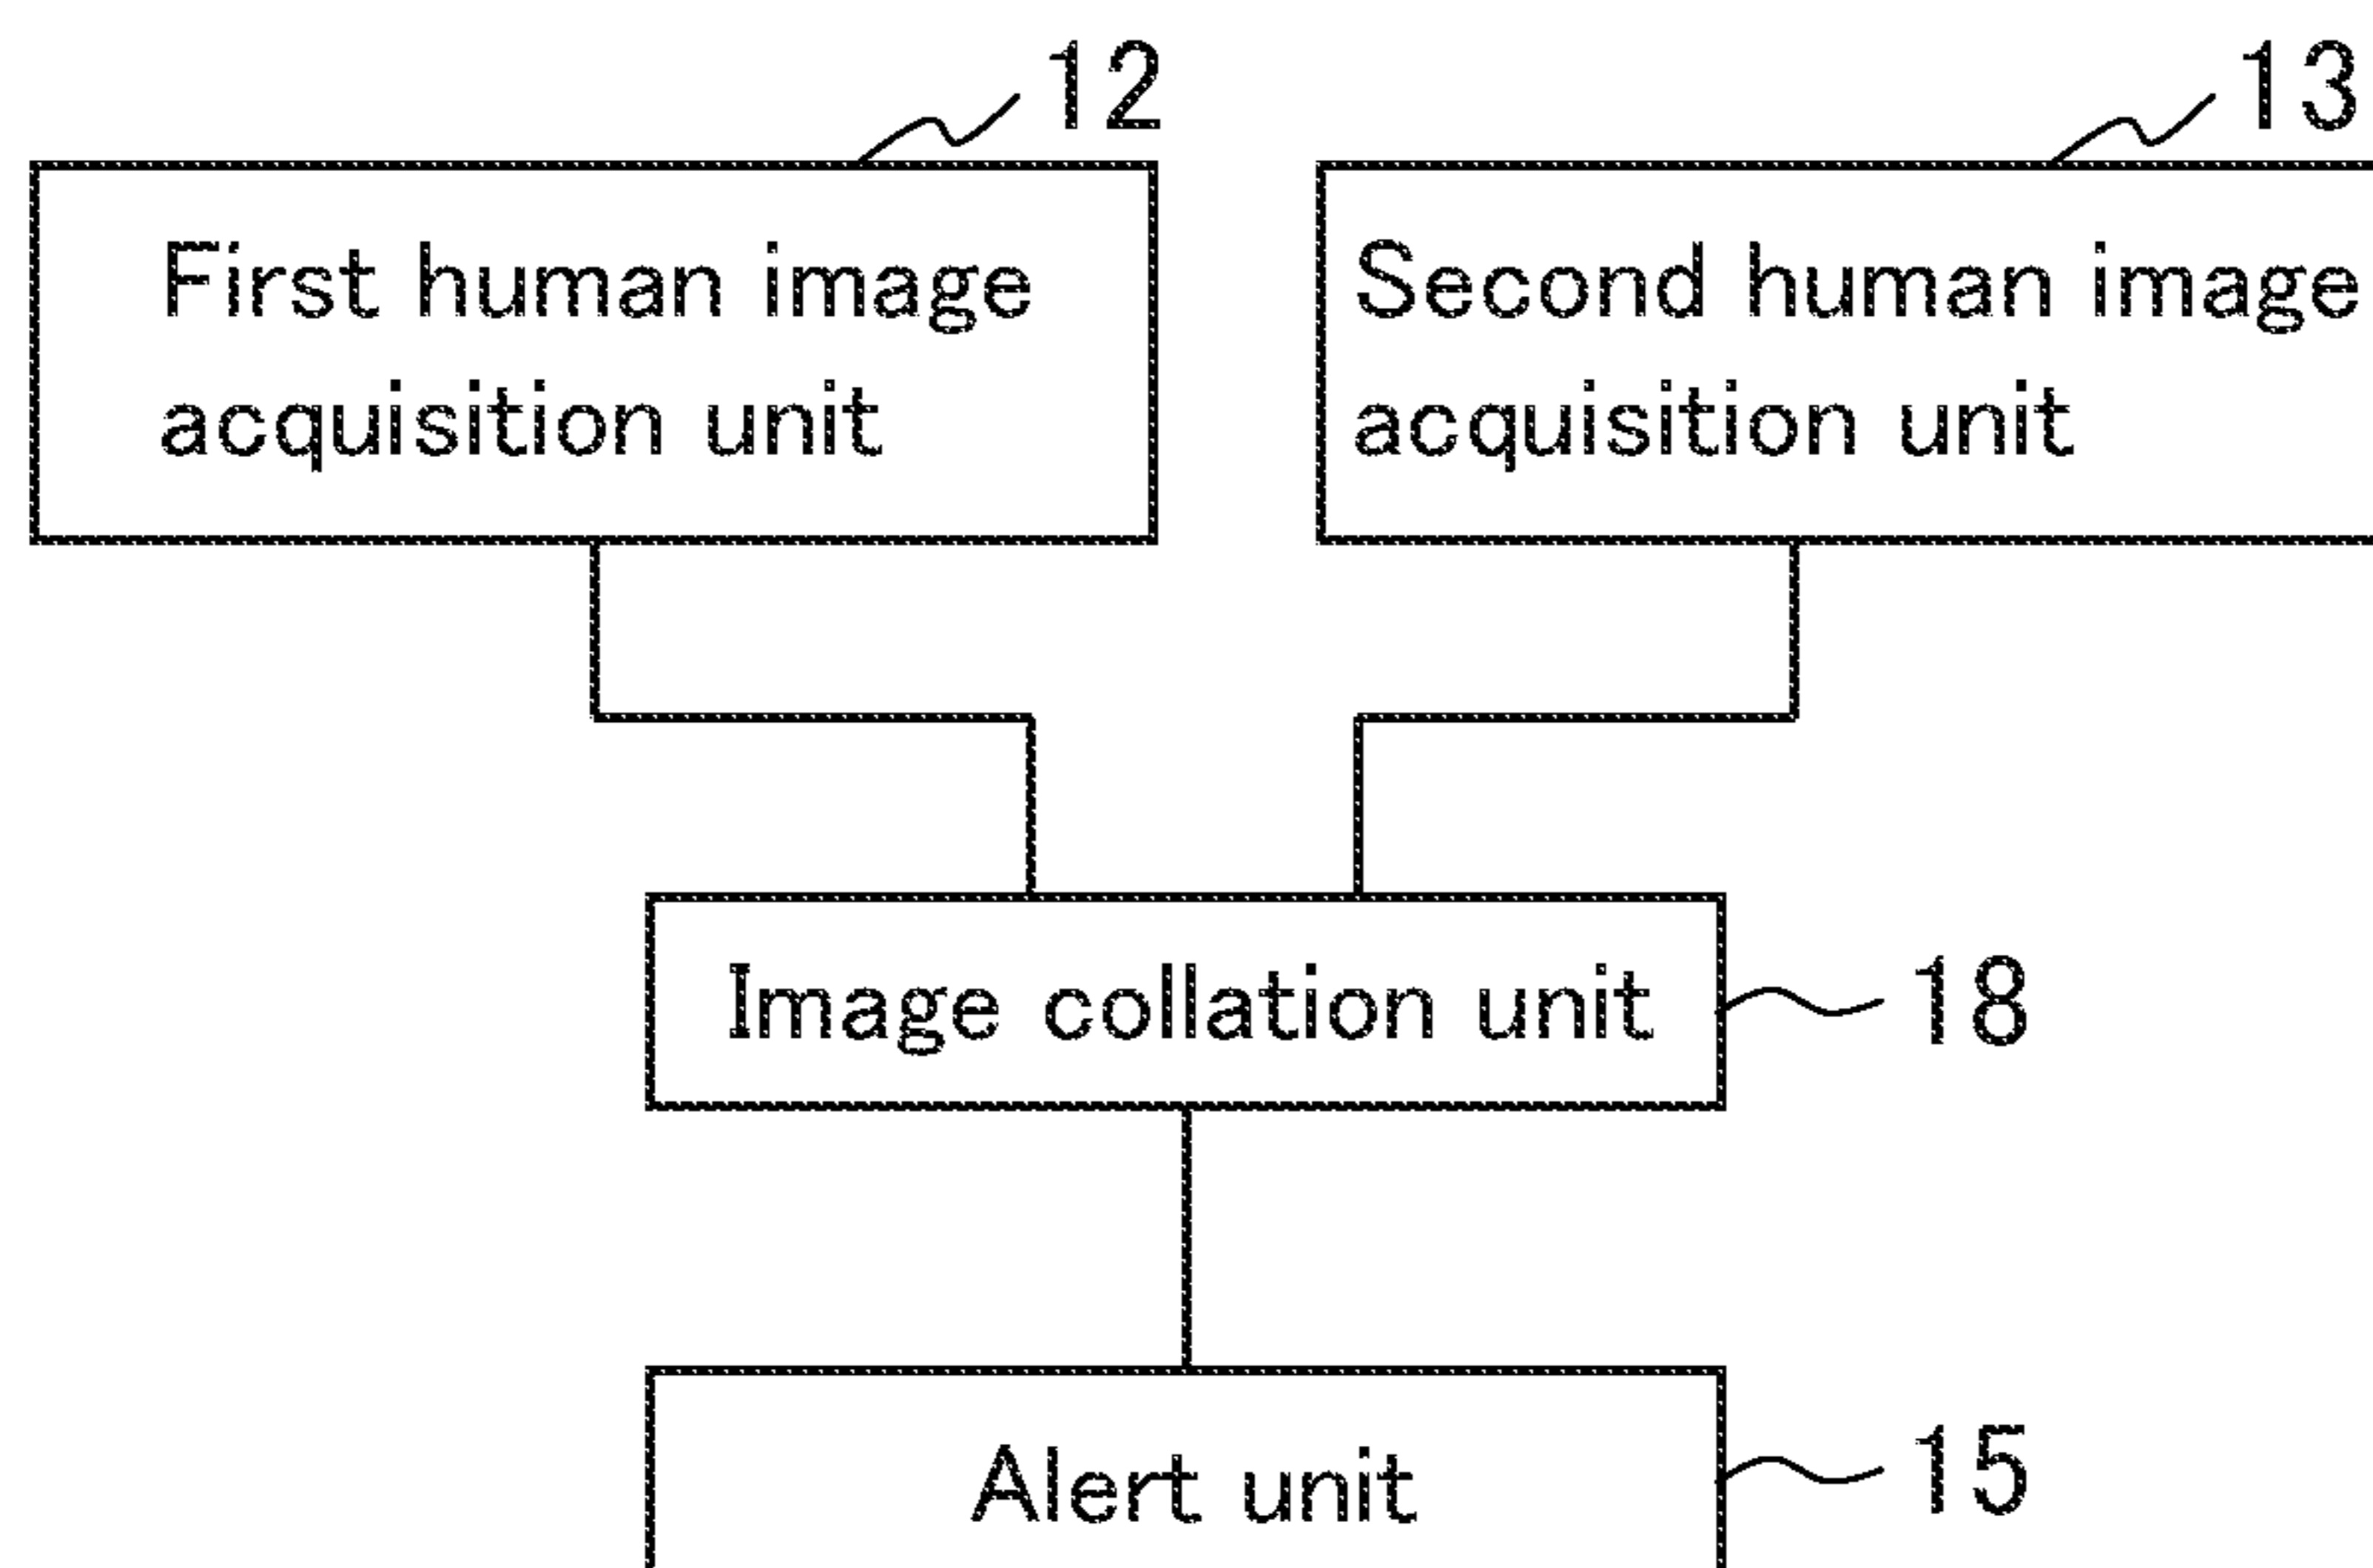 12
13
First human image
acquisition unit
Second human image
acquisition unit
Image collation unit
18
Alert unit
15